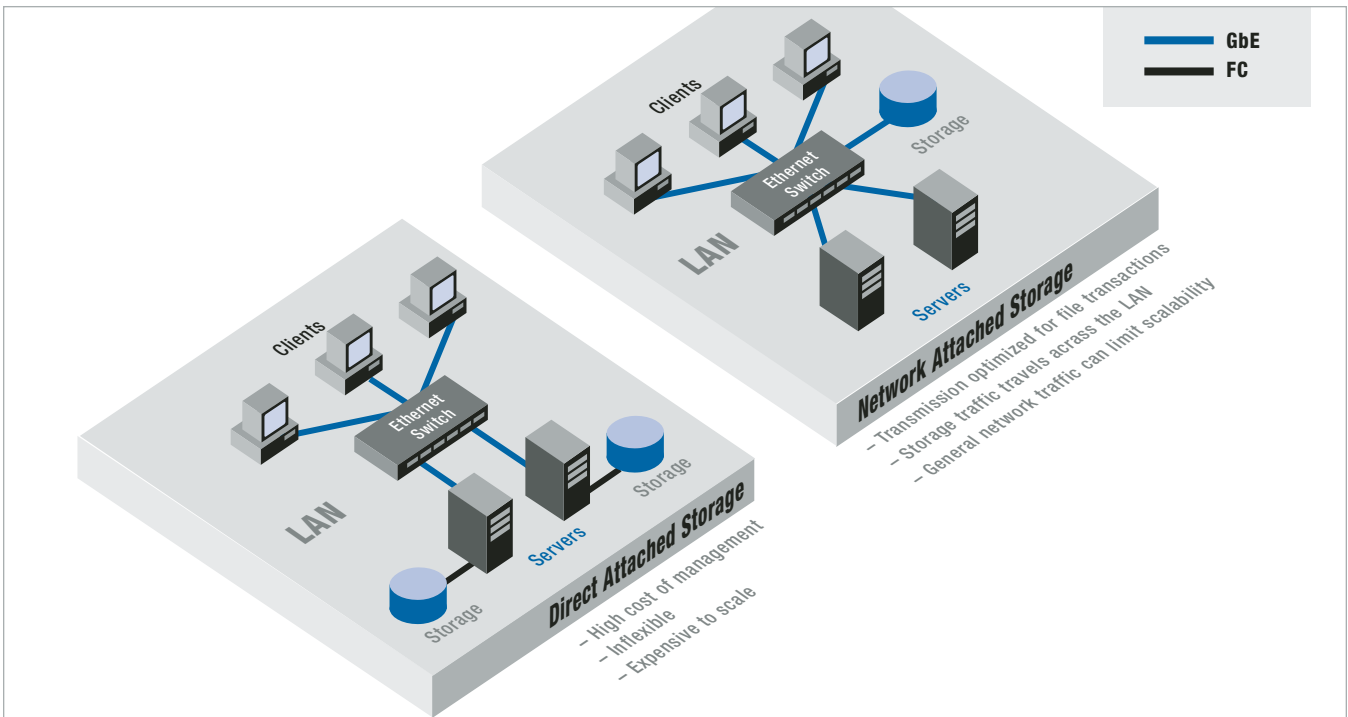 GbE
FC
Clients
Storage
Ethernet
Switch
LAN
Servers
Network Attached Storage
– Transmission optimized for file transactions
– Storage traffic travels across the LAN
– General network traffic can limit scalability
Clients
Ethernet
Switch
Storage
LAN
Servers
Storage
Direct Attached Storage
– High cost of management
– Inflexible
– Expensive to scale